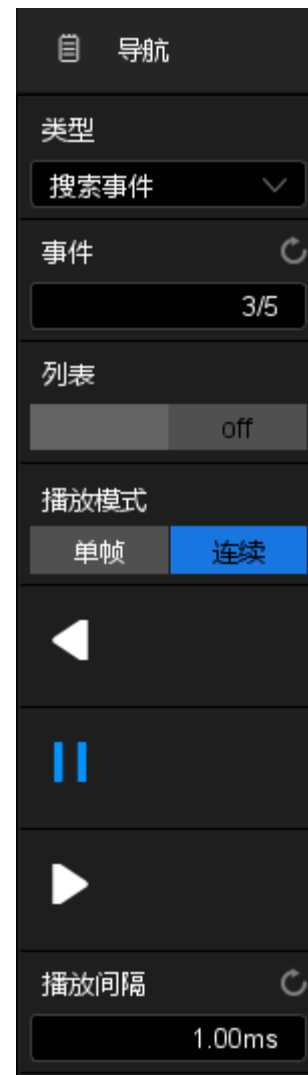 导航
类型
搜索事件
事件
3/5
列表
off
播放模式
单帧 连续
播放间隔
1.00ms